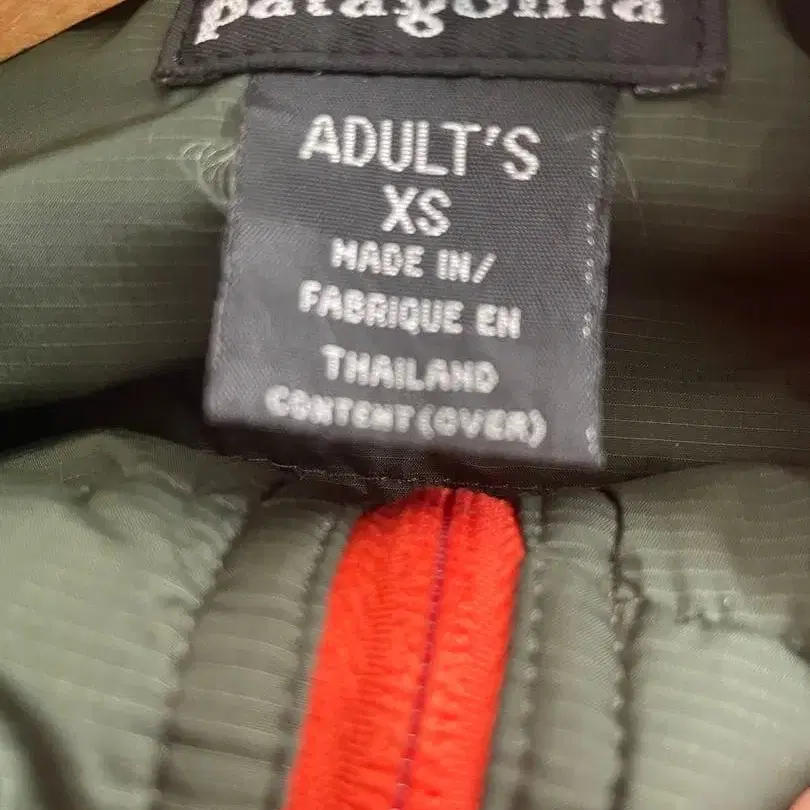 patagonia
ADULT'S
XS
MADE IN/
FABRIQUE EN
THAILAND
CONTENT(OVER)